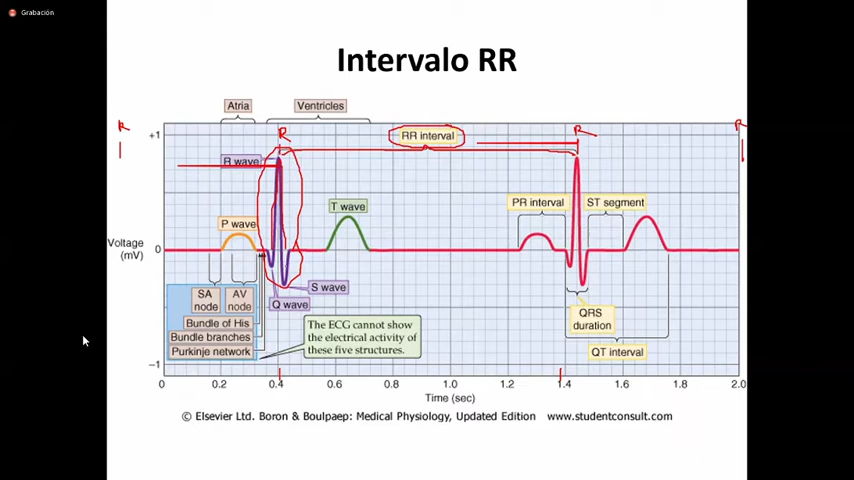 Grabación
Intervalo RR
Atria
Ventricles
R
R
R
R
+1
RR interval
R wave
T wave
PR interval
ST segment
P wave
Voltage
(mV)
0
S wave
SA
node
AV
node
Q wave
Bundle of His
Bundle branches
Purkinje network
The ECG cannot show
the electrical activity of
these five structures.
QRS
duration
QT interval
−1
0 0.2 0.4 0.6 0.8 1.0 1.2 1.4 1.6 1.8 2.0
Time (sec)
© Elsevier Ltd. Boron & Boulpaep: Medical Physiology, Updated Edition www.studentconsult.com